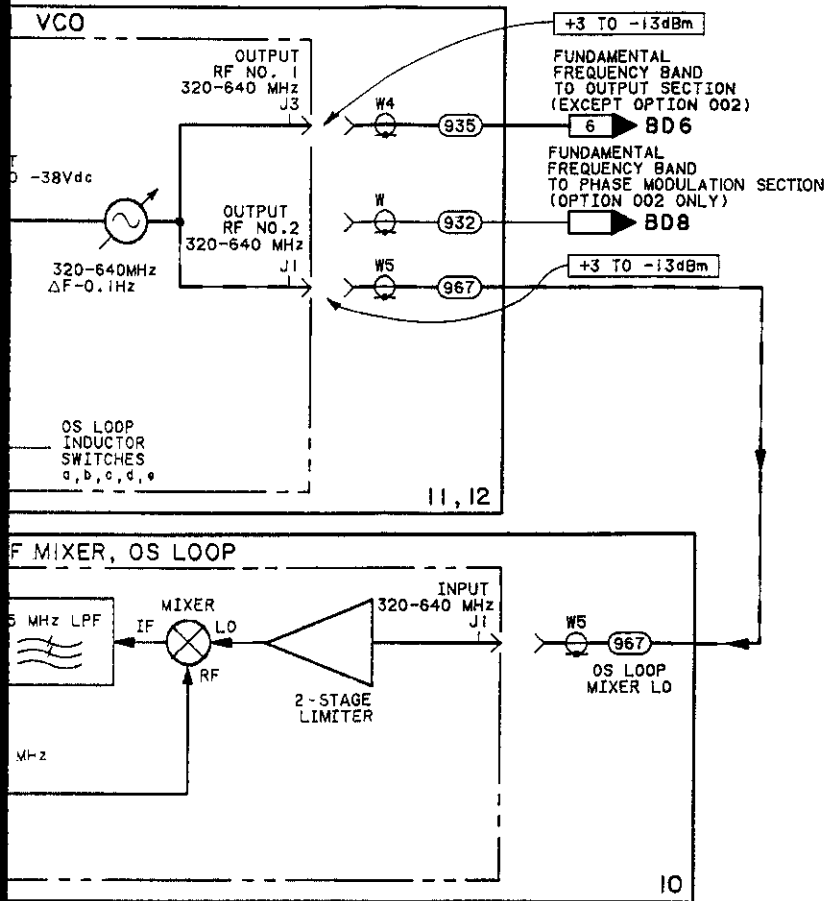 VCO
+3 TO -13dBm
OUTPUT
RF NO. 1
320-640 MHz
J3
W4
935
FUNDAMENTAL
FREQUENCY BAND
TO OUTPUT SECTION
(EXCEPT OPTION 002)
6
BD6
-38Vdc
320-640MHz
ΔF-0.1Hz
OUTPUT
RF NO.2
320-640 MHz
J1
W
932
FUNDAMENTAL
FREQUENCY BAND
TO PHASE MODULATION SECTION
(OPTION 002 ONLY)
BD8
W5
967
+3 TO -13dBm
OS LOOP
INDUCTOR
SWITCHES
a,b,c,d,e
11,12
F MIXER, OS LOOP
5 MHz LPF
IF
MIXER
LO
RF
2-STAGE
LIMITER
INPUT
320-640 MHz
J1
W5
967
OS LOOP
MIXER LO
MHz
10